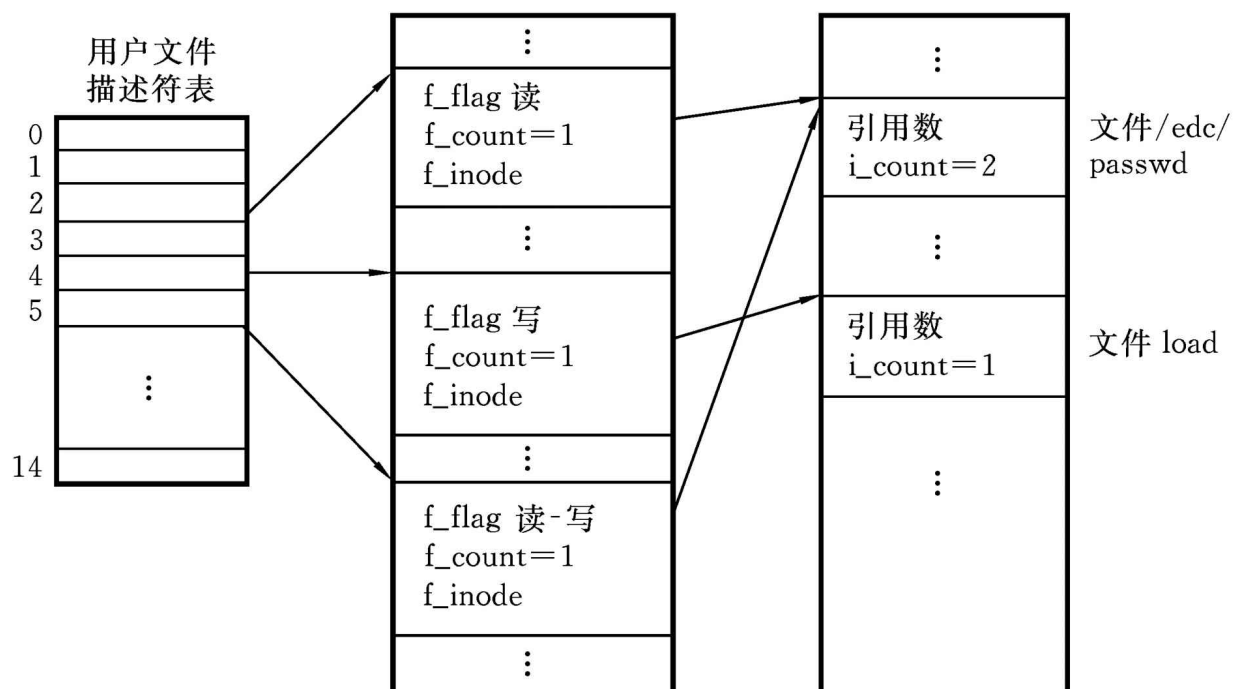 用户文件
描述符表
0
1
2
3
4
5
⋮
14
⋮
f_flag 读
f_count=1
f_inode
⋮
f_flag 写
f_count=1
f_inode
⋮
f_flag 读-写
f_count=1
f_inode
⋮
⋮
引用数
i_count=2
⋮
引用数
i_count=1
⋮
文件/edc/
passwd
文件 load